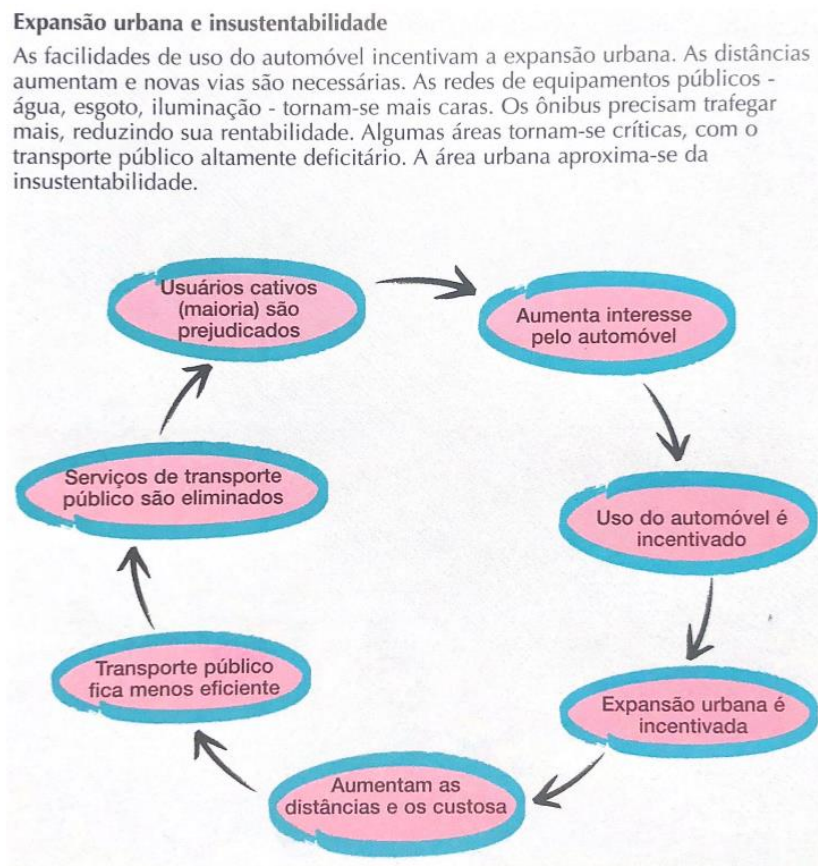 Expansão urbana e insustentabilidade
As facilidades de uso do automóvel incentivam a expansão urbana. As distâncias
aumentam e novas vias são necessárias. As redes de equipamentos públicos -
água, esgoto, iluminação - tornam-se mais caras. Os ônibus precisam trafegar
mais, reduzindo sua rentabilidade. Algumas áreas tornam-se críticas, com o
transporte público altamente deficitário. A área urbana aproxima-se da
insustentabilidade.
Usuários cativos
(maioria) são
prejudicados
Aumenta interesse
pelo automóvel
Uso do automóvel é
incentivado
Expansão urbana é
incentivada
Aumentam as
distâncias e os custosa
Transporte público
fica menos eficiente
Serviços de transporte
público são eliminados